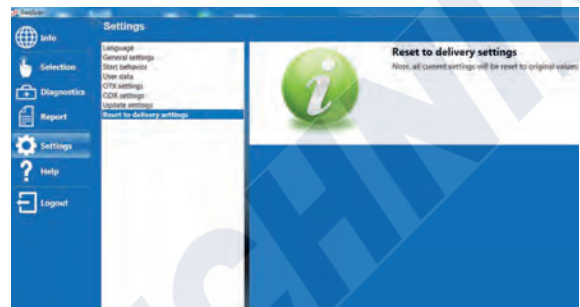 Settings
Info
Selection
Diagnostics
Report
Settings
Help
Logout
Language
General settings
Start behavior
User data
OTX settings
ODX settings
Update settings
Reset to delivery settings
Reset to delivery settings
Note, all current settings will be reset to original values.